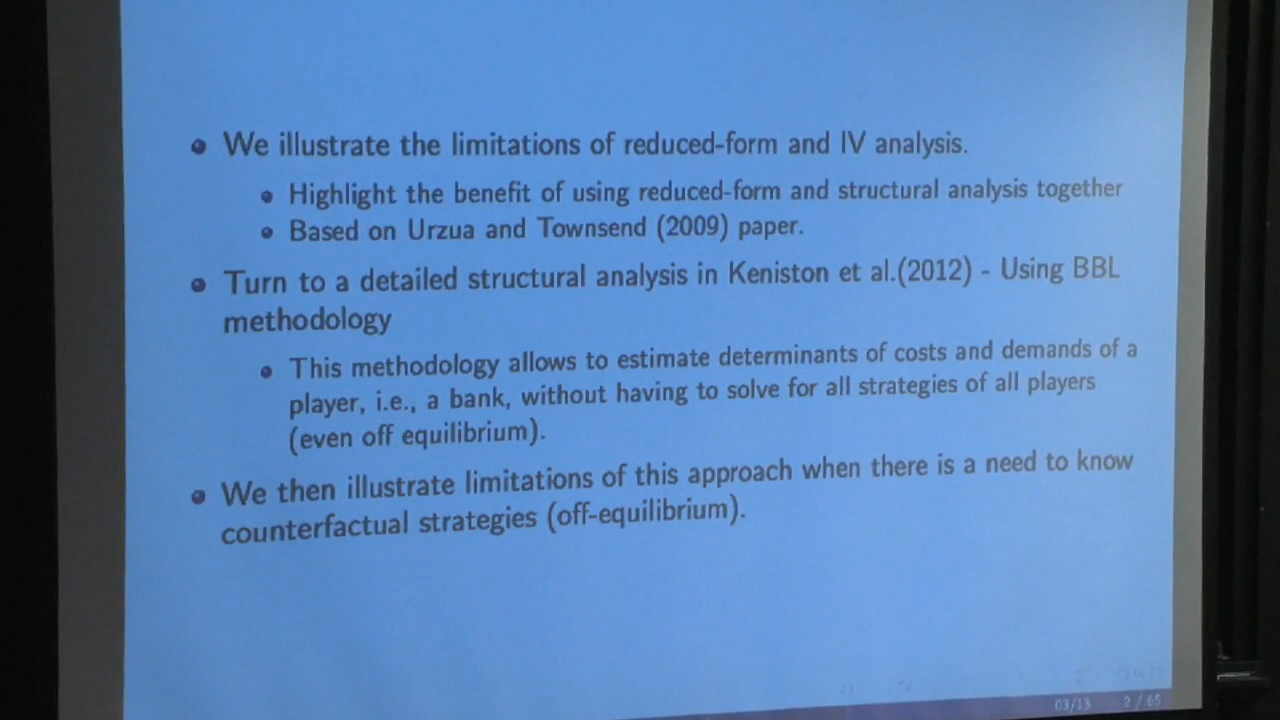 We illustrate the limitations of reduced-form and IV analysis.
Highlight the benefit of using reduced-form and structural analysis together
Based on Urzua and Townsend (2009) paper.
Turn to a detailed structural analysis in Keniston et al.(2012) - Using BBL
methodology
This methodology allows to estimate determinants of costs and demands of a
player, i.e., a bank, without having to solve for all strategies of all players
(even off equilibrium).
We then illustrate limitations of this approach when there is a need to know
counterfactual strategies (off-equilibrium).
03/13 2 / 65